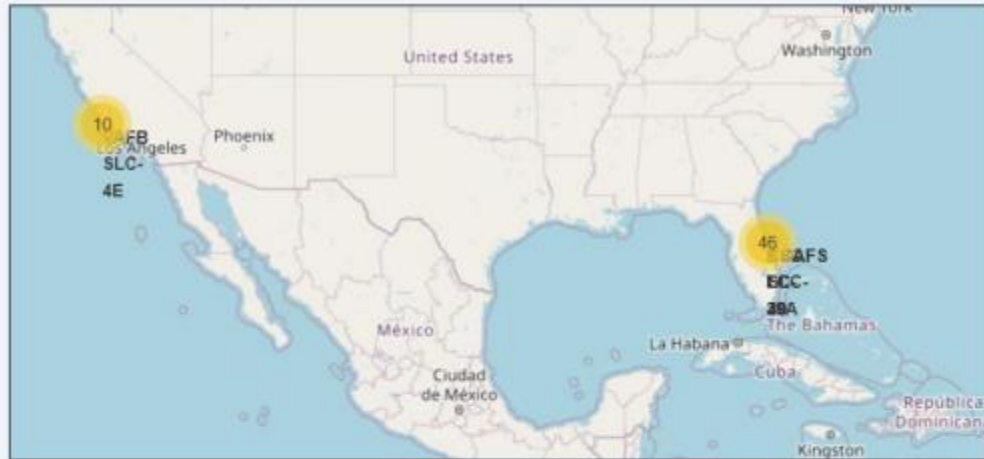 New York
Washington
United States
10
Phoenix
Los Angeles
SLC-
4E
46
The Bahamas
México
La Habana
Cuba
Ciudad
de México
República
Dominicana
Kingston